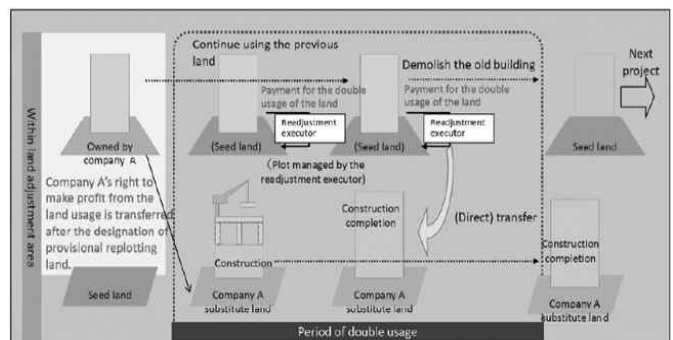 Within land adjustment area
Owned by
company A
Company A's right to
make profit from the
land usage is transferred
after the designation of
provisional replotting
land.
Seed land
Continue using the previous
land
Payment for the double
usage of the land
Readjustment
executor
(Seed land)
(Plot managed by the
readjustment executor)
Construction
Company A
substitute land
Demolish the old building
Payment for the double
usage of the land
Readjustment
executor
(Seed land)
Construction
completion
(Direct) transfer
Company A
substitute land
Next
project
Seed land
Construction
completion
Company A
substitute land
Period of double usage